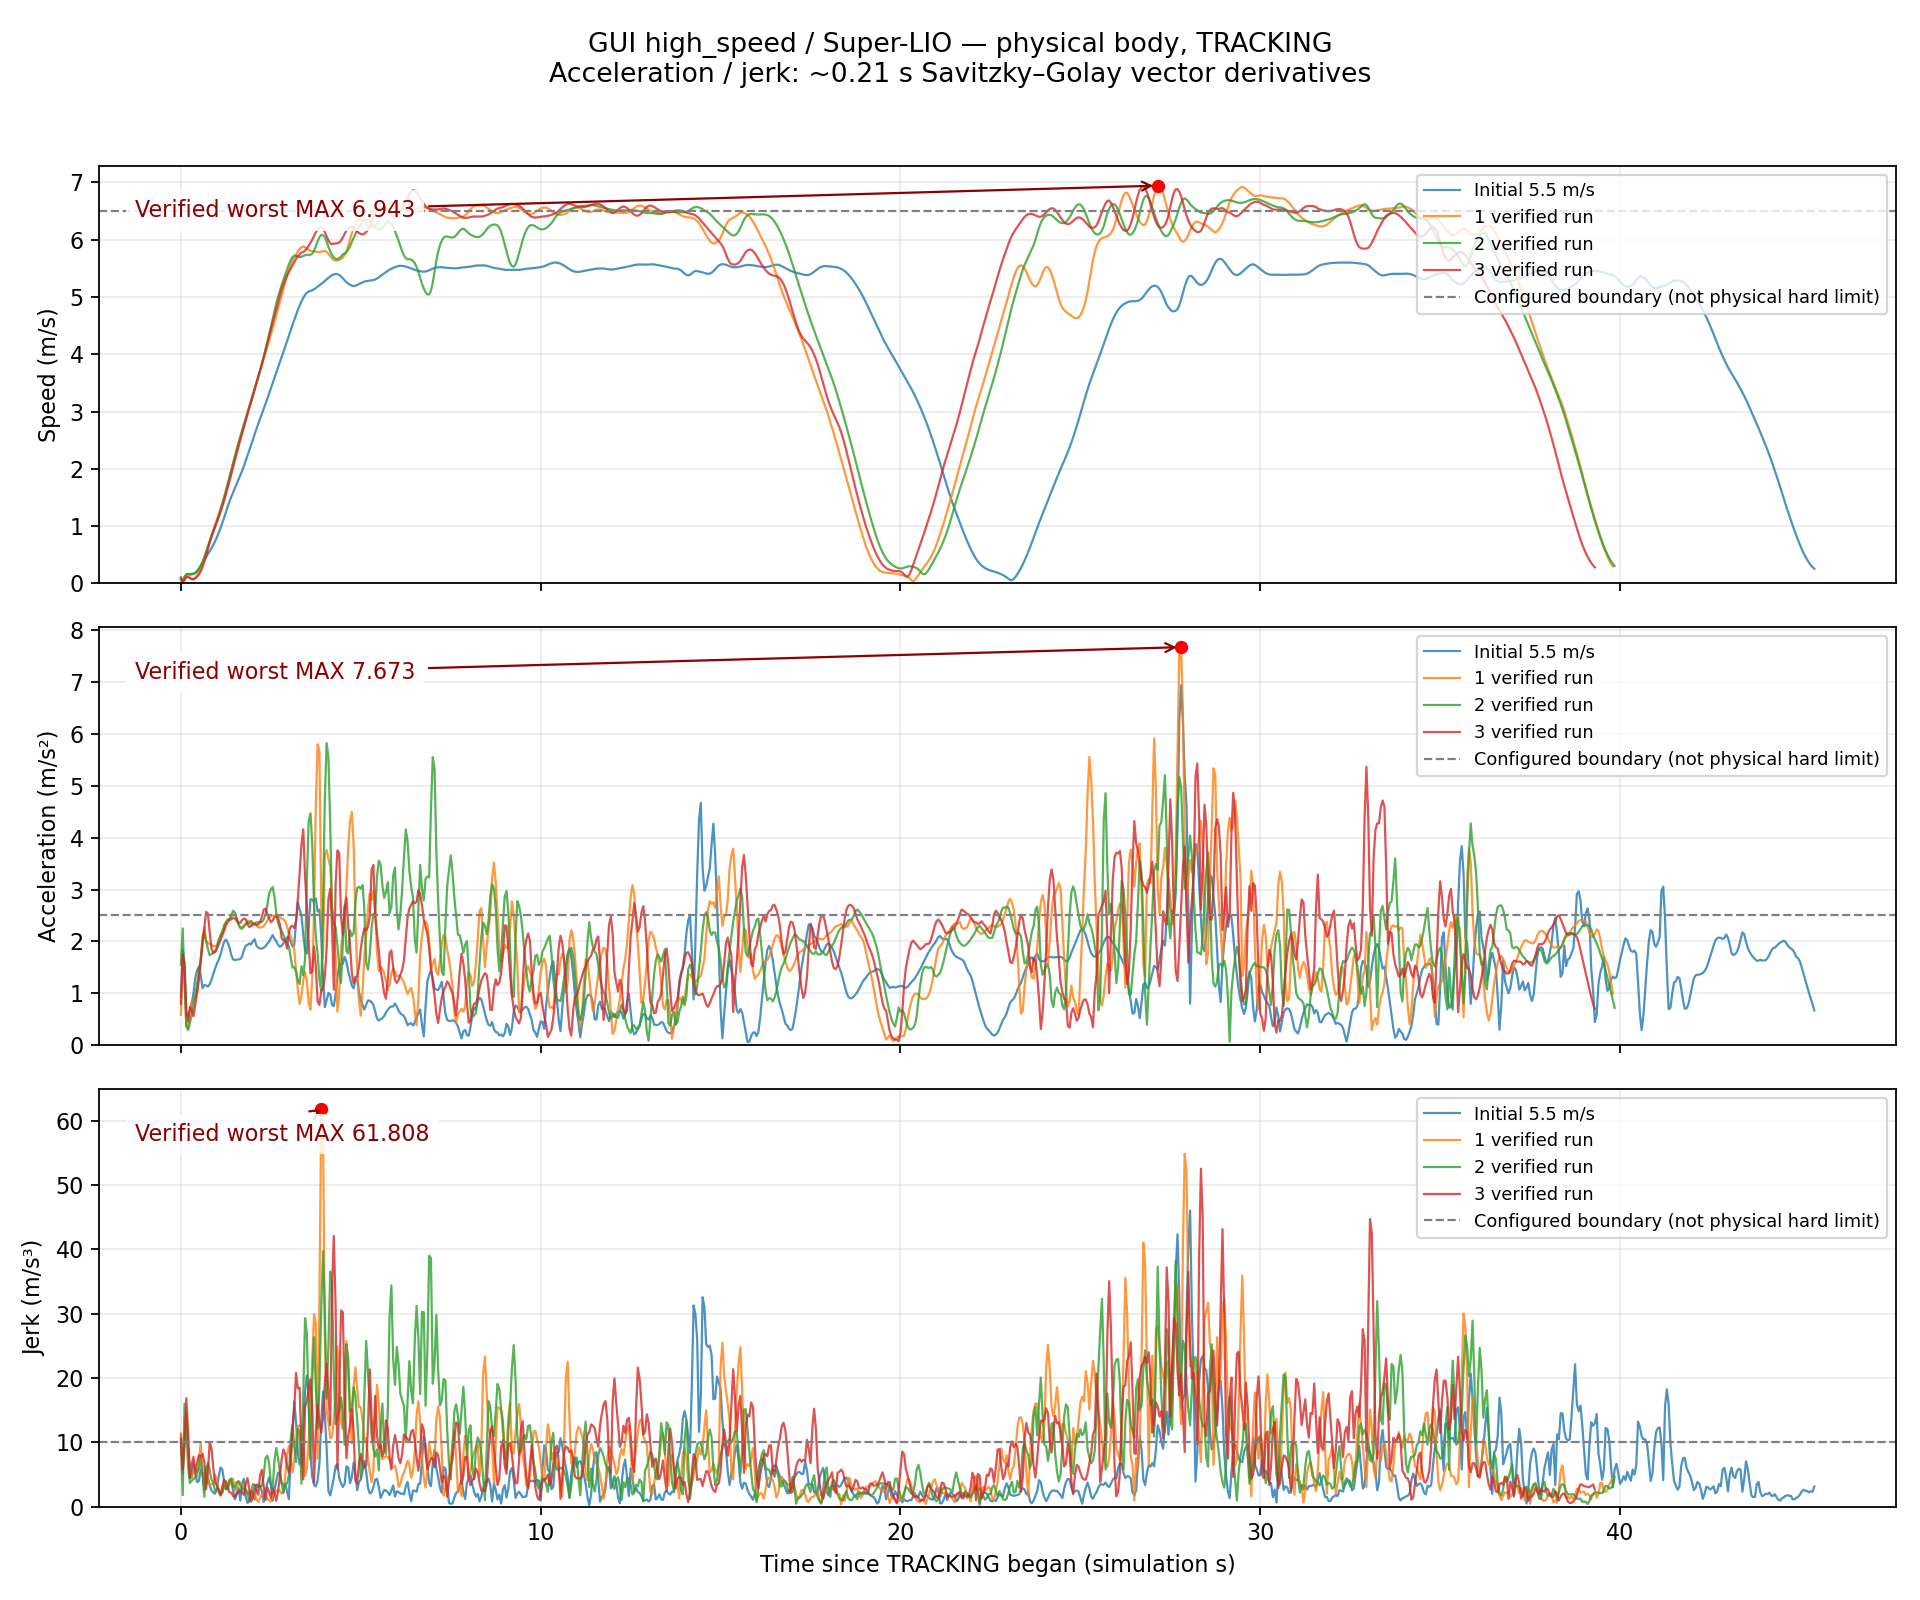 GUI high_speed / Super-LIO — physical body, TRACKING
Acceleration / jerk: ~0.21 s Savitzky–Golay vector derivatives
Speed (m/s)
7
6
5
4
3
2
1
0
Verified worst MAX 6.943
Initial 5.5 m/s
1 verified run
2 verified run
3 verified run
Configured boundary (not physical hard limit)
Acceleration (m/s²)
8
7
6
5
4
3
2
1
0
Verified worst MAX 7.673
Initial 5.5 m/s
1 verified run
2 verified run
3 verified run
Configured boundary (not physical hard limit)
Jerk (m/s³)
60
50
40
30
20
10
0
Verified worst MAX 61.808
Initial 5.5 m/s
1 verified run
2 verified run
3 verified run
Configured boundary (not physical hard limit)
0 10 20 30 40
Time since TRACKING began (simulation s)